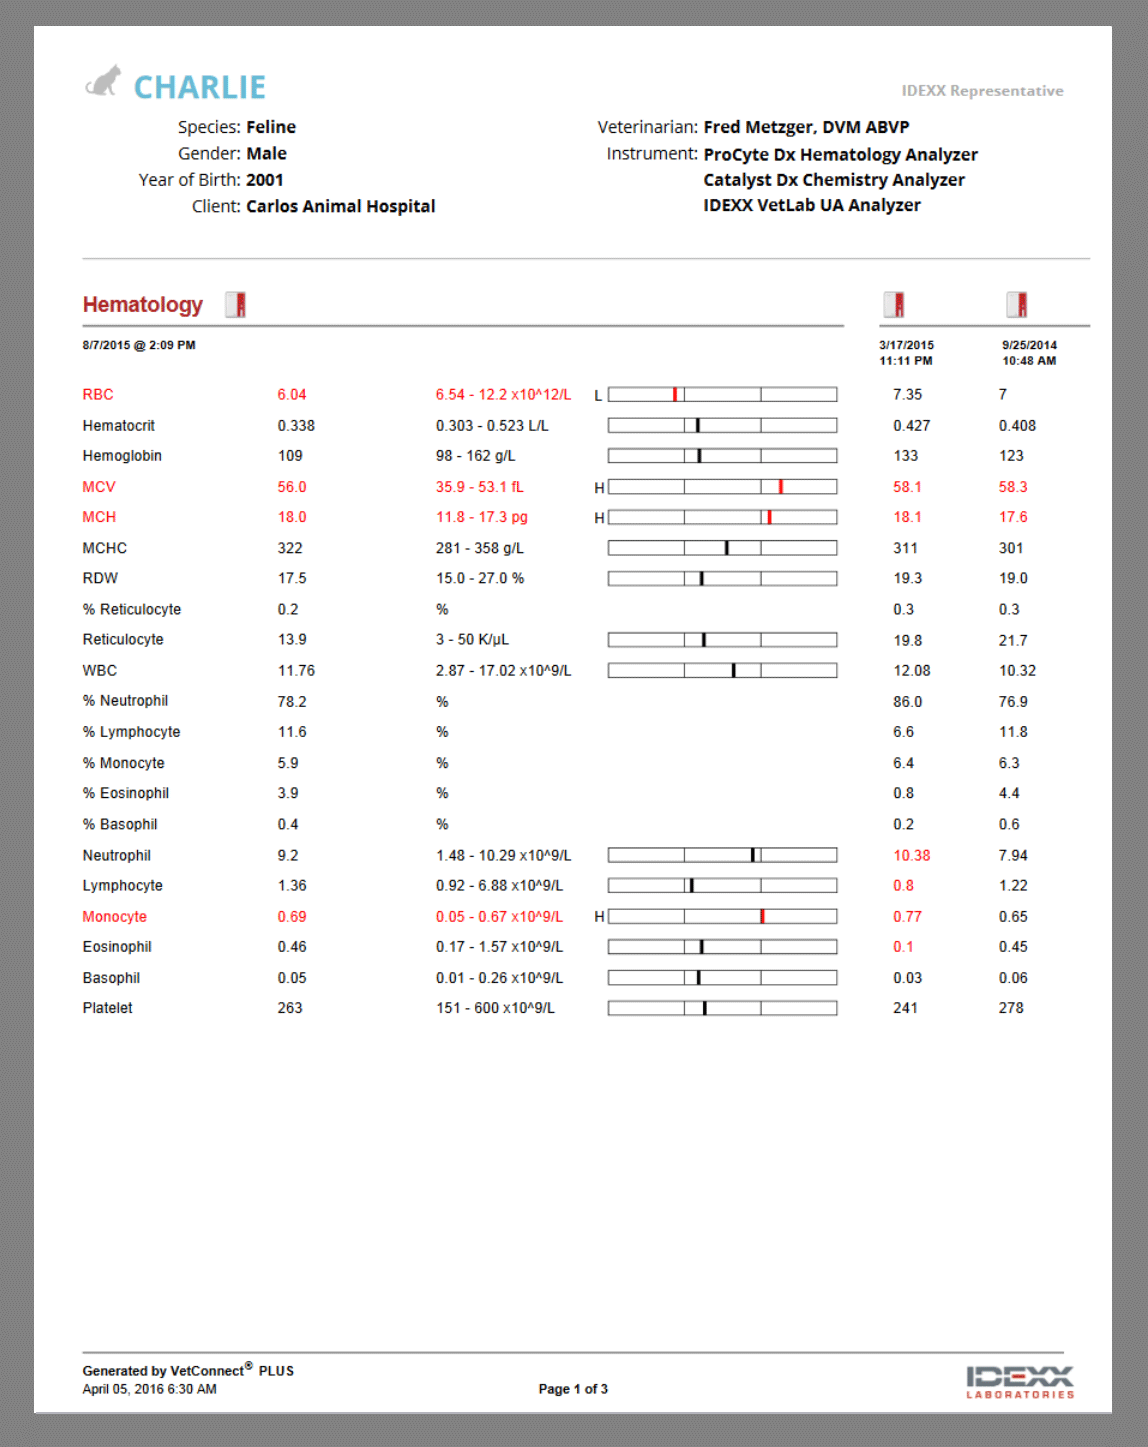 CHARLIE
IDEXX Representative
Species: Feline
Veterinarian: Fred Metzger, DVM ABVP
Gender: Male
Instrument: ProCyte Dx Hematology Analyzer
Year of Birth: 2001
Catalyst Dx Chemistry Analyzer
Client: Carlos Animal Hospital
IDEXX VetLab UA Analyzer
Hematology
8/7/2015 @ 2:09 PM 3/17/2015 9/25/2014
11:11 PM 10:48 AM
RBC 6.04 6.54 - 12.2 x10^12/L L 7.35 7
Hematocrit 0.338 0.303 - 0.523 L/L 0.427 0.408
Hemoglobin 109 98 - 162 g/L 133 123
MCV 56.0 35.9 - 53.1 fL H 58.1 58.3
MCH 18.0 11.8 - 17.3 pg H 18.1 17.6
MCHC 322 281 - 358 g/L 311 301
RDW 17.5 15.0 - 27.0 % 19.3 19.0
% Reticulocyte 0.2 % 0.3 0.3
Reticulocyte 13.9 3 - 50 K/µL 19.8 21.7
WBC 11.76 2.87 - 17.02 x10^9/L 12.08 10.32
% Neutrophil 78.2 % 86.0 76.9
% Lymphocyte 11.6 % 6.6 11.8
% Monocyte 5.9 % 6.4 6.3
% Eosinophil 3.9 % 0.8 4.4
% Basophil 0.4 % 0.2 0.6
Neutrophil 9.2 1.48 - 10.29 x10^9/L 10.38 7.94
Lymphocyte 1.36 0.92 - 6.88 x10^9/L 0.8 1.22
Monocyte 0.69 0.05 - 0.67 x10^9/L H 0.77 0.65
Eosinophil 0.46 0.17 - 1.57 x10^9/L 0.1 0.45
Basophil 0.05 0.01 - 0.26 x10^9/L 0.03 0.06
Platelet 263 151 - 600 x10^9/L 241 278
Generated by VetConnect® PLUS
April 05, 2016 6:30 AM
Page 1 of 3
IDEXX
LABORATORIES